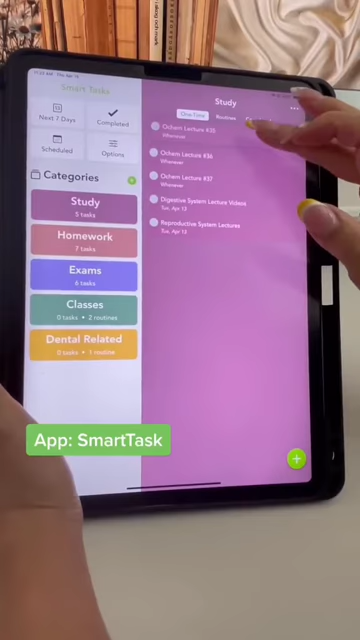 Smart Tasks
Next 7 Days
Completed
Scheduled
Options
Categories
Study
5 tasks
Homework
7 tasks
Exams
6 tasks
Classes
0 tasks • 2 routines
Dental Related
0 tasks • 1 routine
Study
One-Time
Routines
Ochem Lecture #35
Whenever
Ochem Lecture #36
Whenever
Ochem Lecture #37
Whenever
Digestive System Lecture Videos
Tue, Apr 13
Reproductive System Lectures
Tue, Apr 13
App: SmartTask